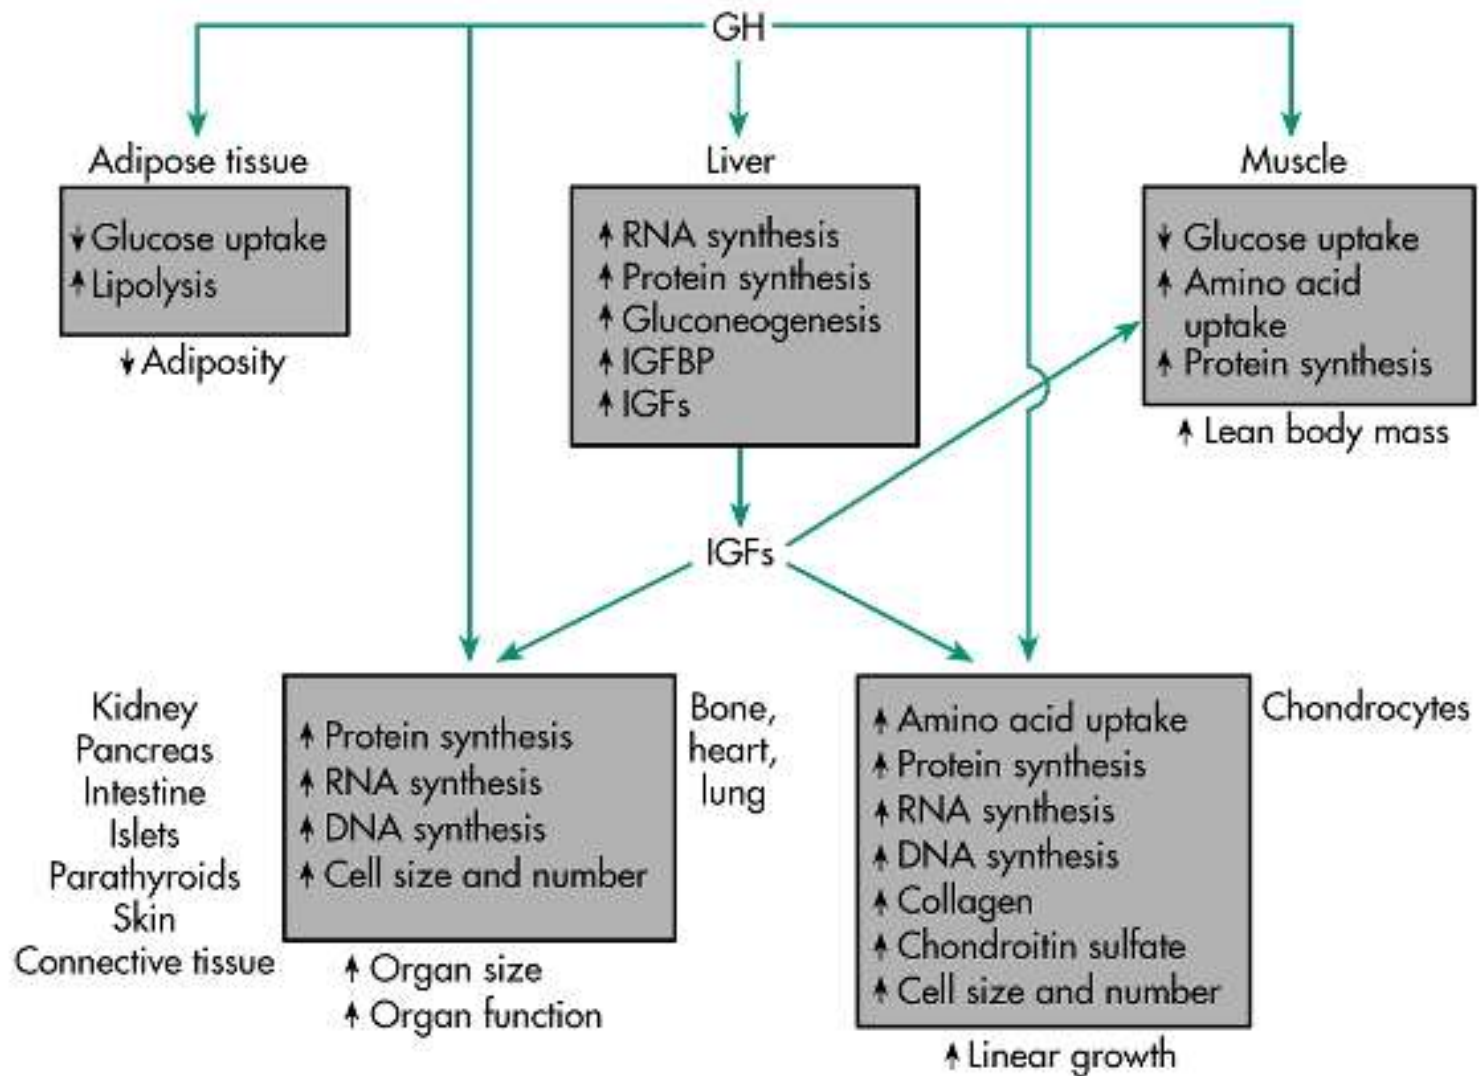 GH
Adipose tissue
↓ Glucose uptake
↑ Lipolysis
↓ Adiposity
Liver
↑ RNA synthesis
↑ Protein synthesis
↑ Gluconeogenesis
↑ IGFBP
↑ IGFs
Muscle
↓ Glucose uptake
↑ Amino acid
uptake
↑ Protein synthesis
↑ Lean body mass
IGFs
Kidney
Pancreas
Intestine
Islets
Parathyroids
Skin
Connective tissue
↑ Protein synthesis
↑ RNA synthesis
↑ DNA synthesis
↑ Cell size and number
↑ Organ size
↑ Organ function
Bone,
heart,
lung
↑ Amino acid uptake
↑ Protein synthesis
↑ RNA synthesis
↑ DNA synthesis
↑ Collagen
↑ Chondroitin sulfate
↑ Cell size and number
↑ Linear growth
Chondrocytes